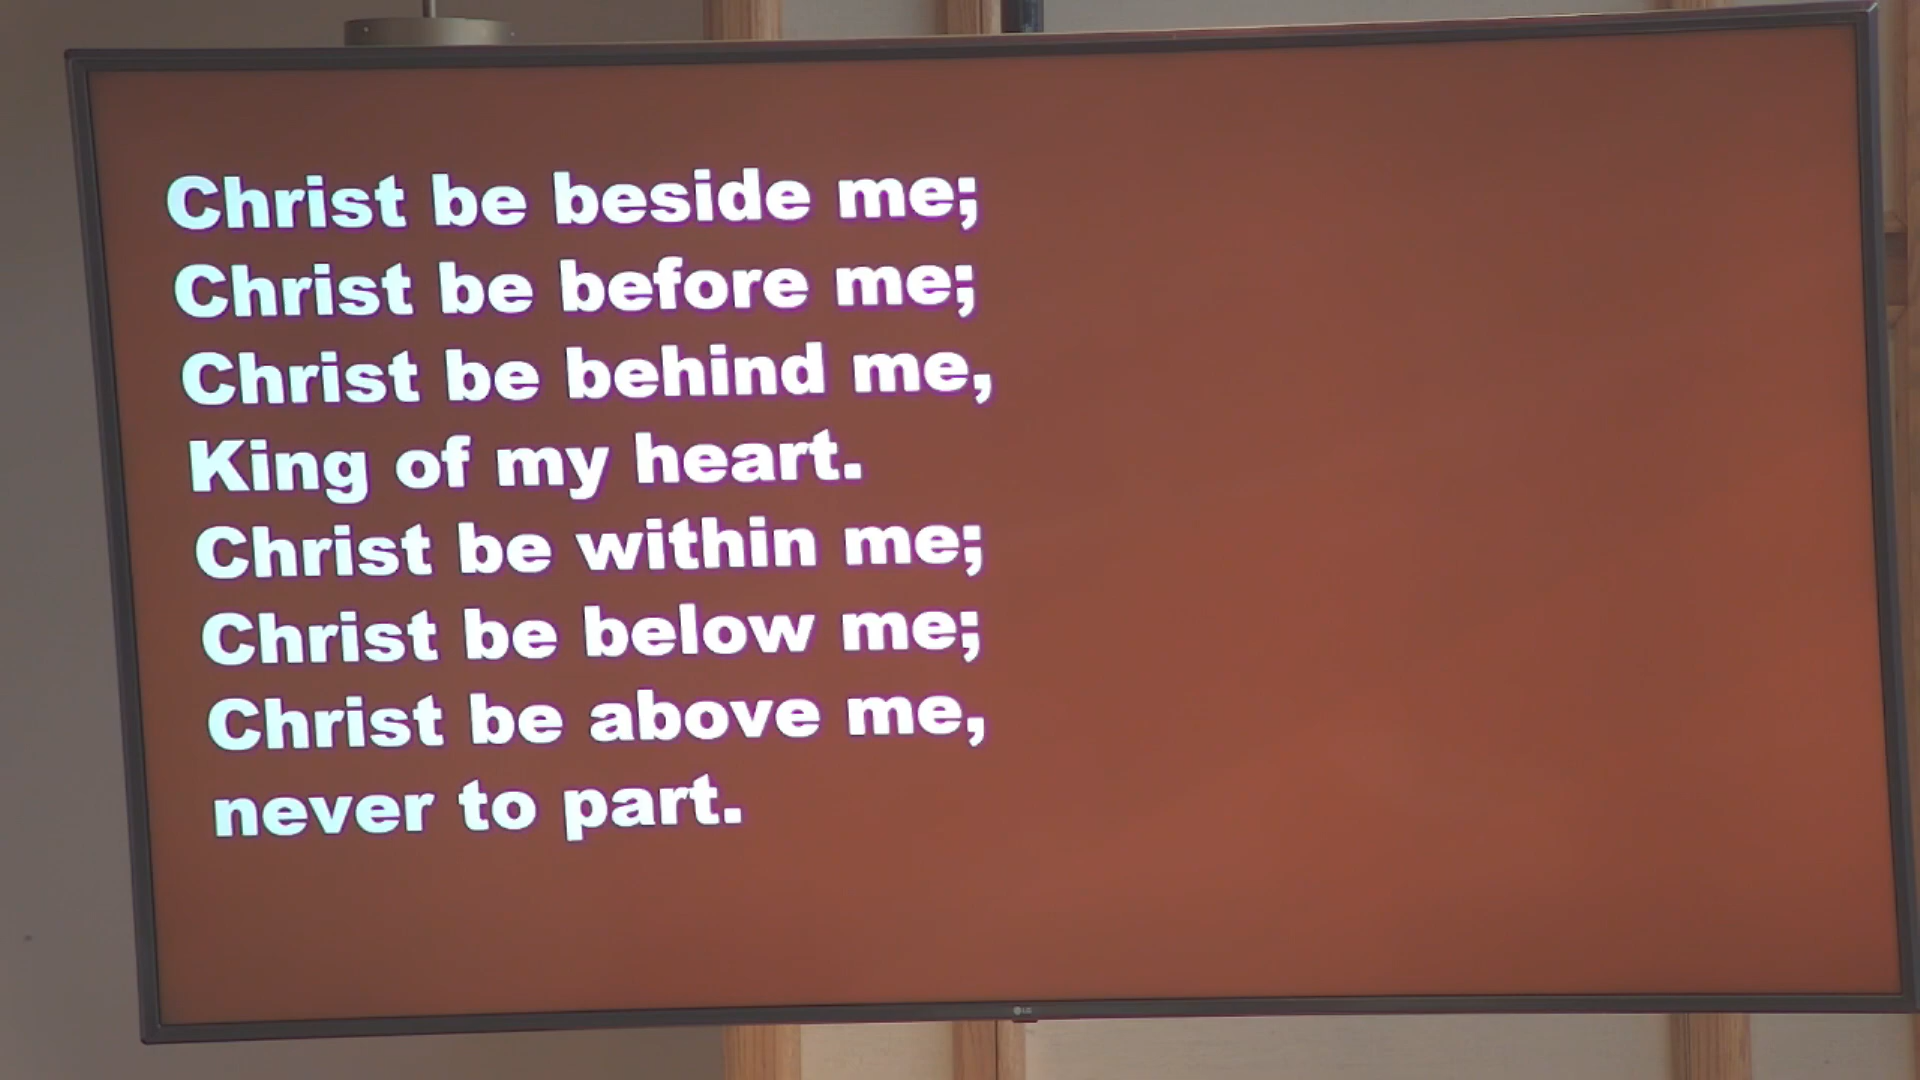 Christ be beside me;
Christ be before me;
Christ be behind me,
King of my heart.
Christ be within me;
Christ be below me;
Christ be above me,
never to part.
LG